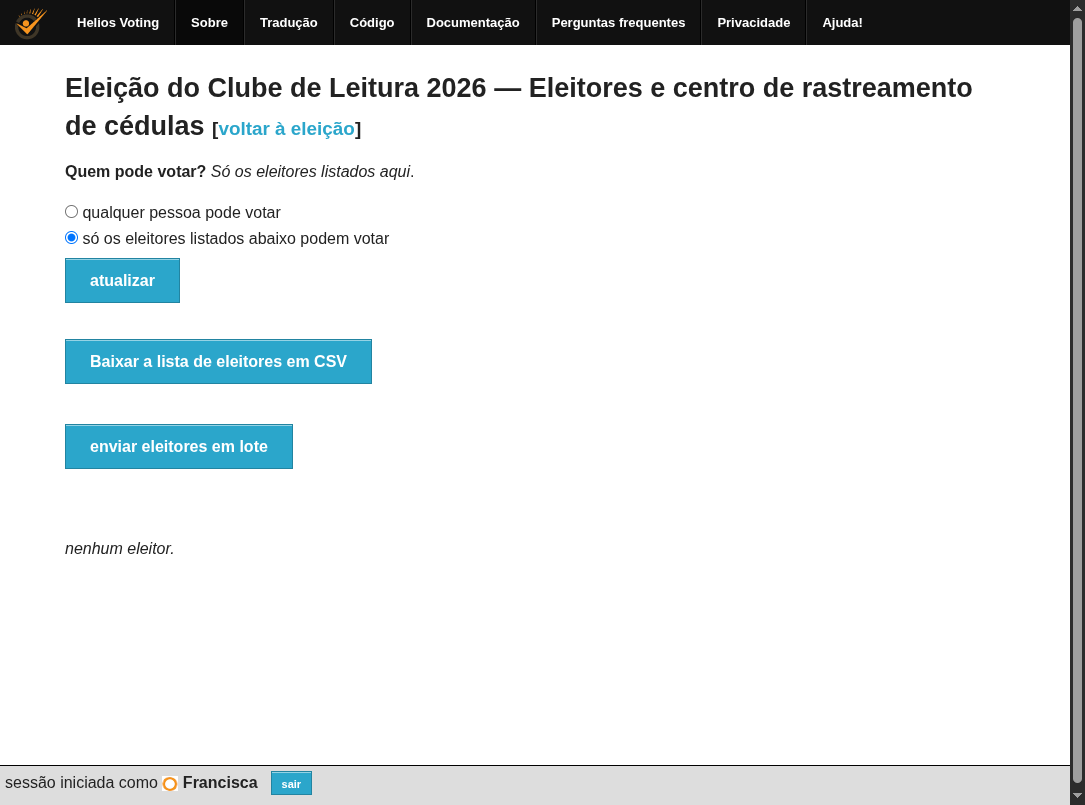 Helios Voting Sobre Tradução Código Documentação Perguntas frequentes Privacidade Ajuda!
Eleição do Clube de Leitura 2026 — Eleitores e centro de rastreamento
de cédulas [voltar à eleição]
Quem pode votar? Só os eleitores listados aqui.
qualquer pessoa pode votar
só os eleitores listados abaixo podem votar
atualizar
Baixar a lista de eleitores em CSV
enviar eleitores em lote
nenhum eleitor.
sessão iniciada como Francisca sair